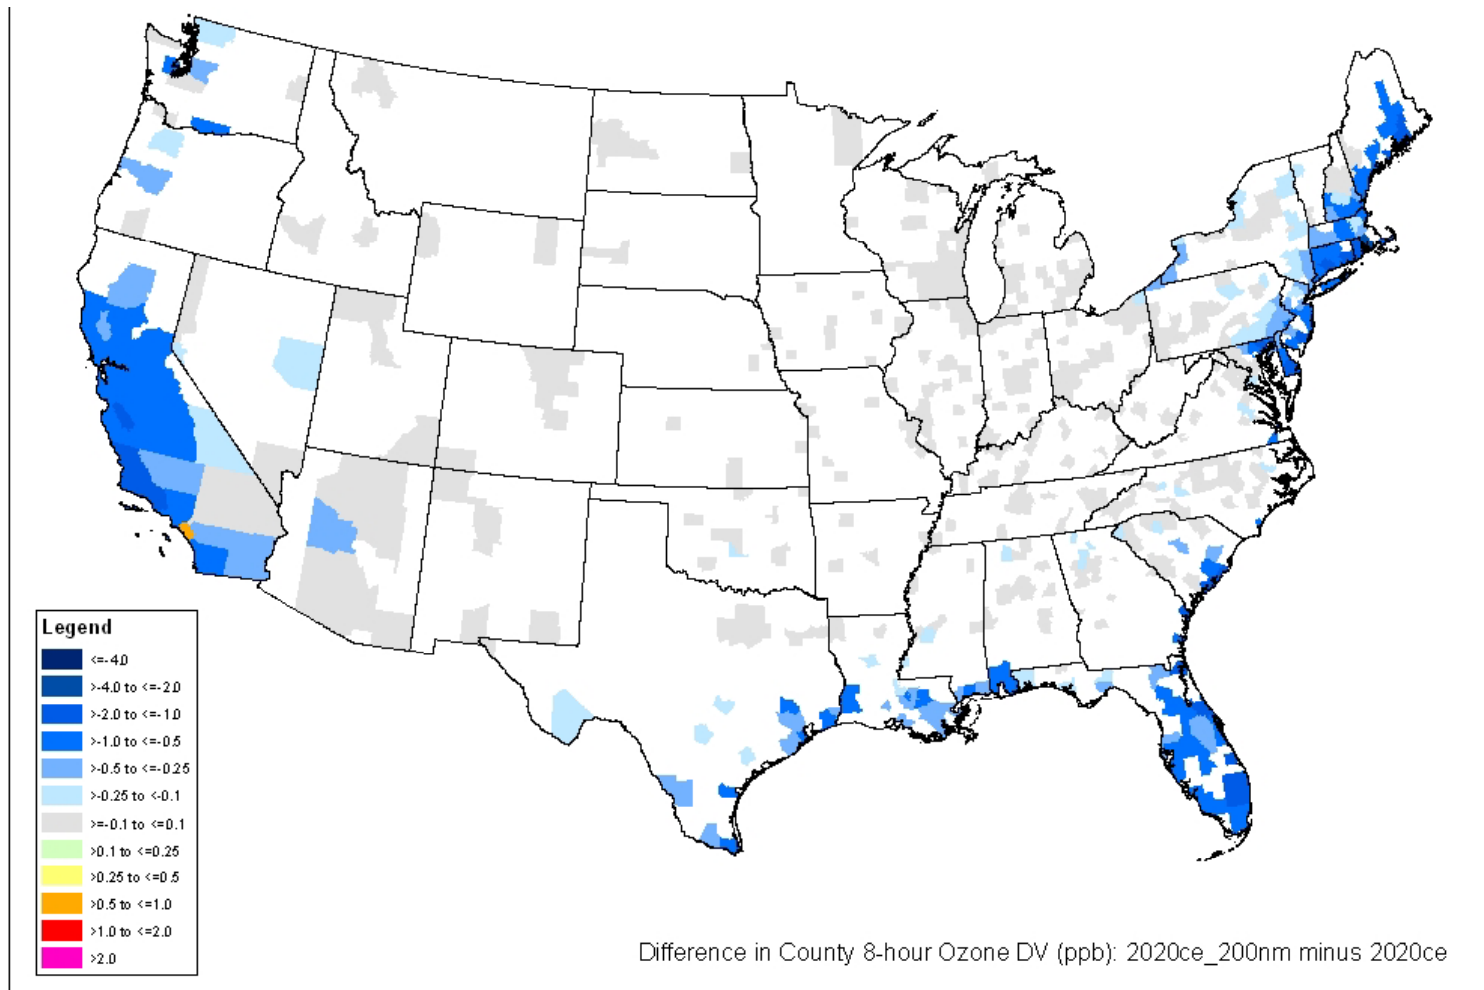 Legend
<=-4.0
>-4.0 to <=-2.0
>-2.0 to <=-1.0
>-1.0 to <=-0.5
>-0.5 to <=-0.25
>-0.25 to <-0.1
>=-0.1 to <=0.1
>0.1 to <=0.25
>0.25 to <=0.5
>0.5 to <=1.0
>1.0 to <=2.0
>2.0
Difference in County 8-hour Ozone DV (ppb): 2020ce_200nm minus 2020ce